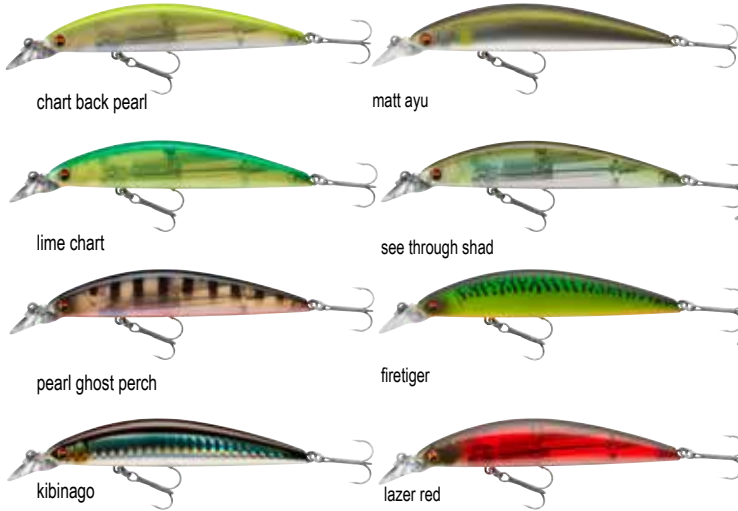 chart back pearl
matt ayu
lime chart
see through shad
pearl ghost perch
firetiger
kibinago
lazer red